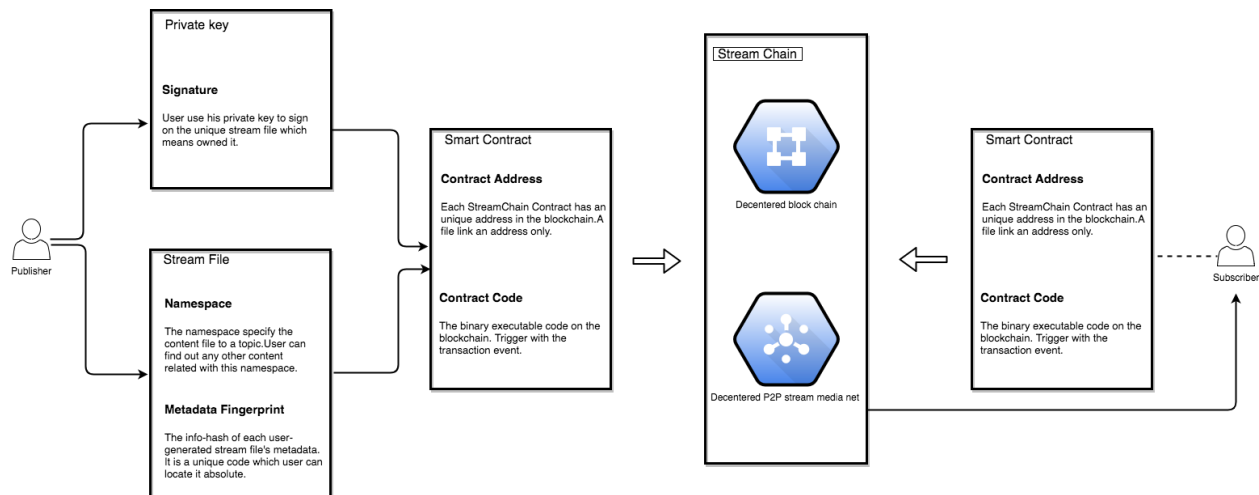 Private key
Signature
User use his private key to sign
on the unique stream file which
means owned it.
Publisher
Stream File
Namespace
The namespace specify the
content file to a topic.User can
find out any other content
related with this namespace.
Metadata Fingerprint
The info-hash of each user-
generated stream file's metadata.
It is a unique code which user can
locate it absolute.
Smart Contract
Contract Address
Each StreamChain Contract has an
unique address in the blockchain.A
file link an address only.
Contract Code
The binary executable code on the
blockchain. Trigger with the
transaction event.
Stream Chain
Decentered block chain
Decentered P2P stream media net
Smart Contract
Contract Address
Each StreamChain Contract has an
unique address in the blockchain.A
file link an address only.
Contract Code
The binary executable code on the
blockchain. Trigger with the
transaction event.
Subscriber